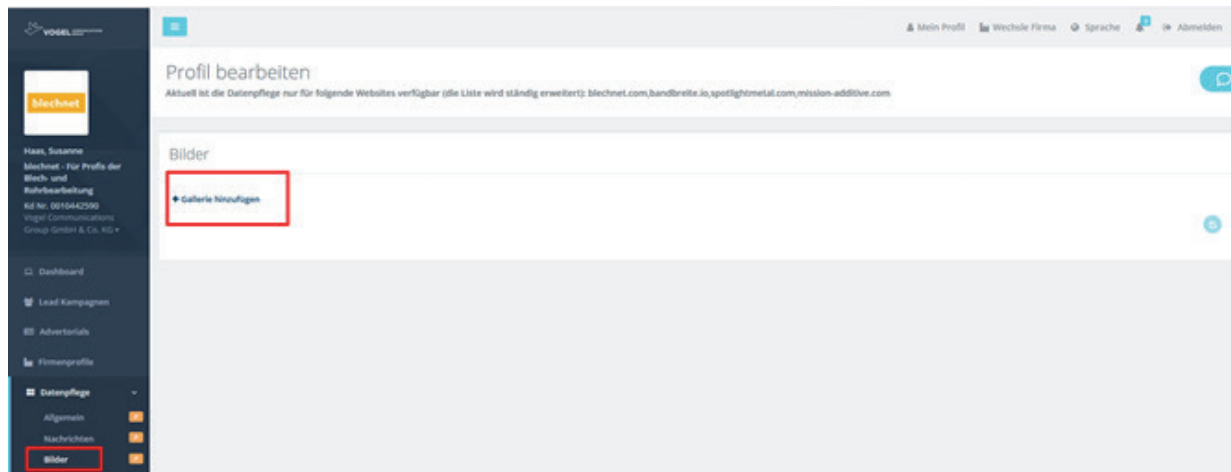 VOGEL
Mein Profil
Wechsle Firma
Sprache
Abmelden
Profil bearbeiten
Aktuell ist die Datenpflege nur für folgende Websites verfügbar (die Liste wird ständig erweitert): blechnet.com,bandbreite.io,spotlightmetal.com,mission-additive.com
blechnet
Haas, Susanne
blechnet - Für Profis der
Blech- und
Rohrbearbeitung
Kd Nr. 0010442590
Vogel Communications
Group GmbH & Co. KG
Dashboard
Lead Kampagnen
Advertorials
Firmenprofile
Datenpflege
Allgemein
Nachrichten
Bilder
Bilder
+ Gallerie hinzufügen